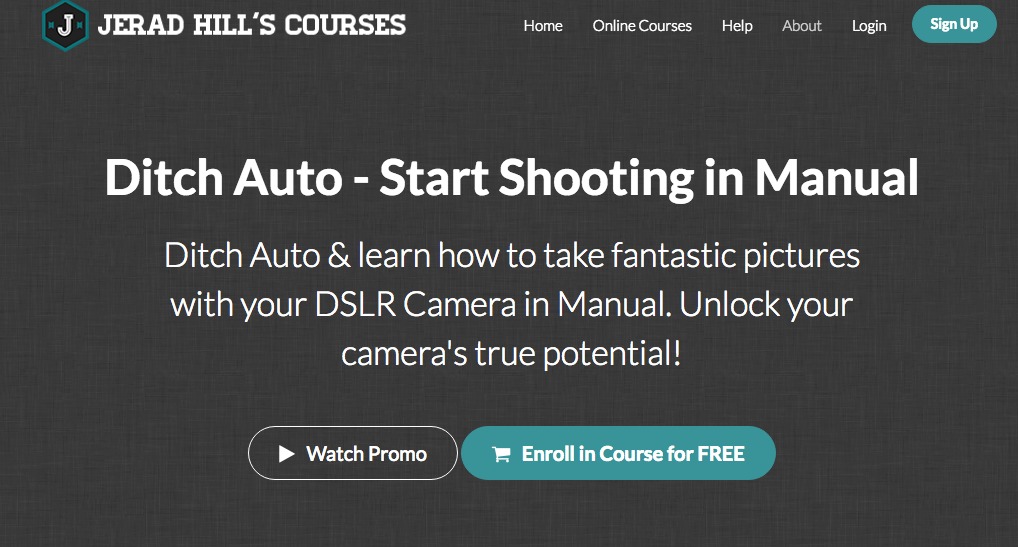 J JERAD HILL'S COURSES Home Online Courses Help About Login Sign Up
Ditch Auto - Start Shooting in Manual
Ditch Auto & learn how to take fantastic pictures
with your DSLR Camera in Manual. Unlock your
camera's true potential!
Watch Promo Enroll in Course for FREE